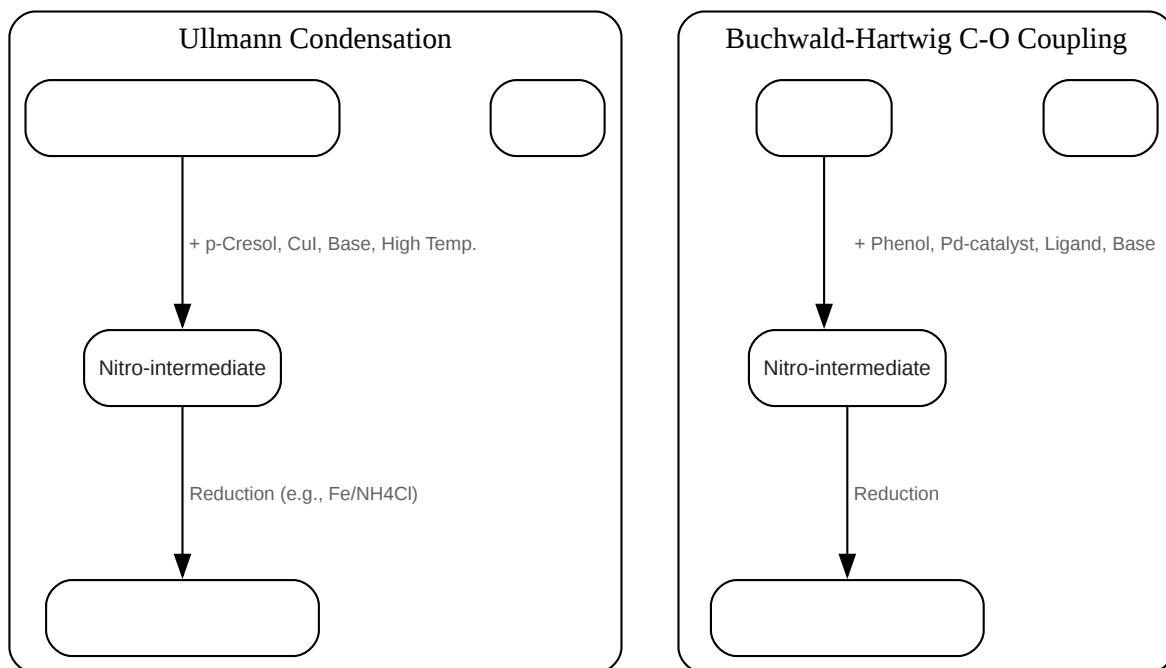 Ullmann Condensation
+ p-Cresol, CuI, Base, High Temp.
Nitro-intermediate
Reduction (e.g., Fe/NH4Cl)
Buchwald-Hartwig C-O Coupling
+ Phenol, Pd-catalyst, Ligand, Base
Nitro-intermediate
Reduction